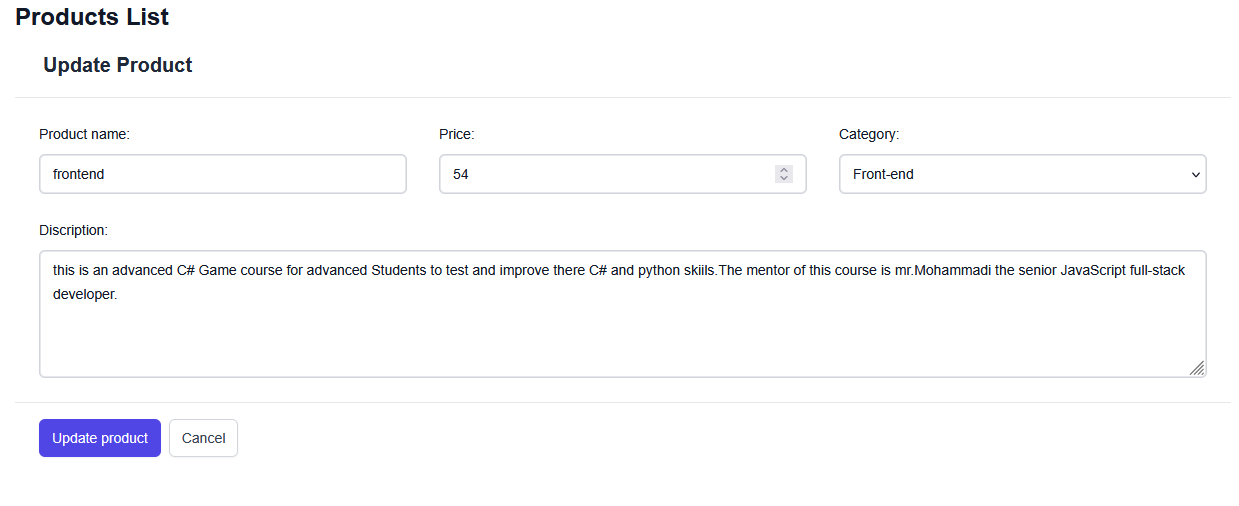 Products List
Update Product
Product name:
Price:
Category:
frontend
54
Front-end
Discription:
this is an advanced C# Game course for advanced Students to test and improve there C# and python skiils.The mentor of this course is mr.Mohammadi the senior JavaScript full-stack
developer.
Update product
Cancel